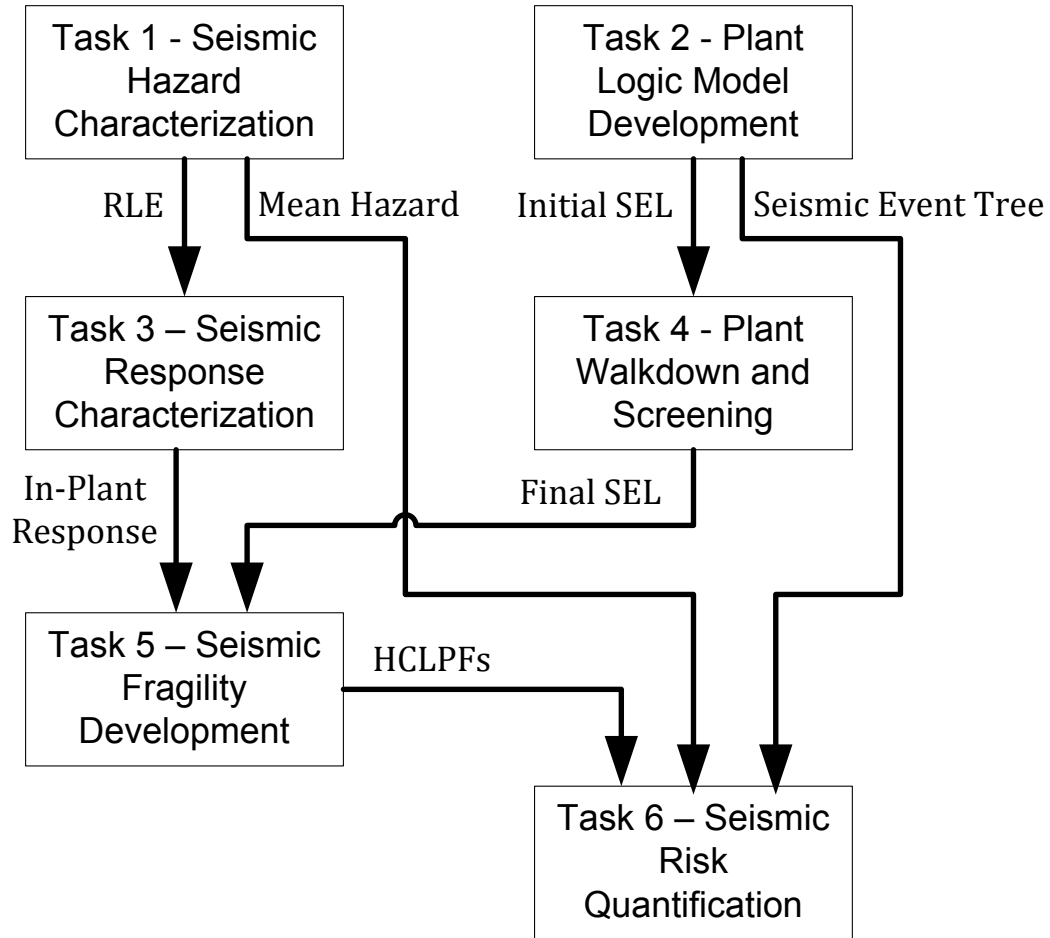 Task 1 - Seismic
Hazard
Characterization
Task 2 - Plant
Logic Model
Development
RLE
Mean Hazard
Initial SEL
Seismic Event Tree
Task 3 – Seismic
Response
Characterization
Task 4 - Plant
Walkdown and
Screening
In-Plant
Response
Final SEL
Task 5 – Seismic
Fragility
Development
HCLPFs
Task 6 – Seismic
Risk
Quantification